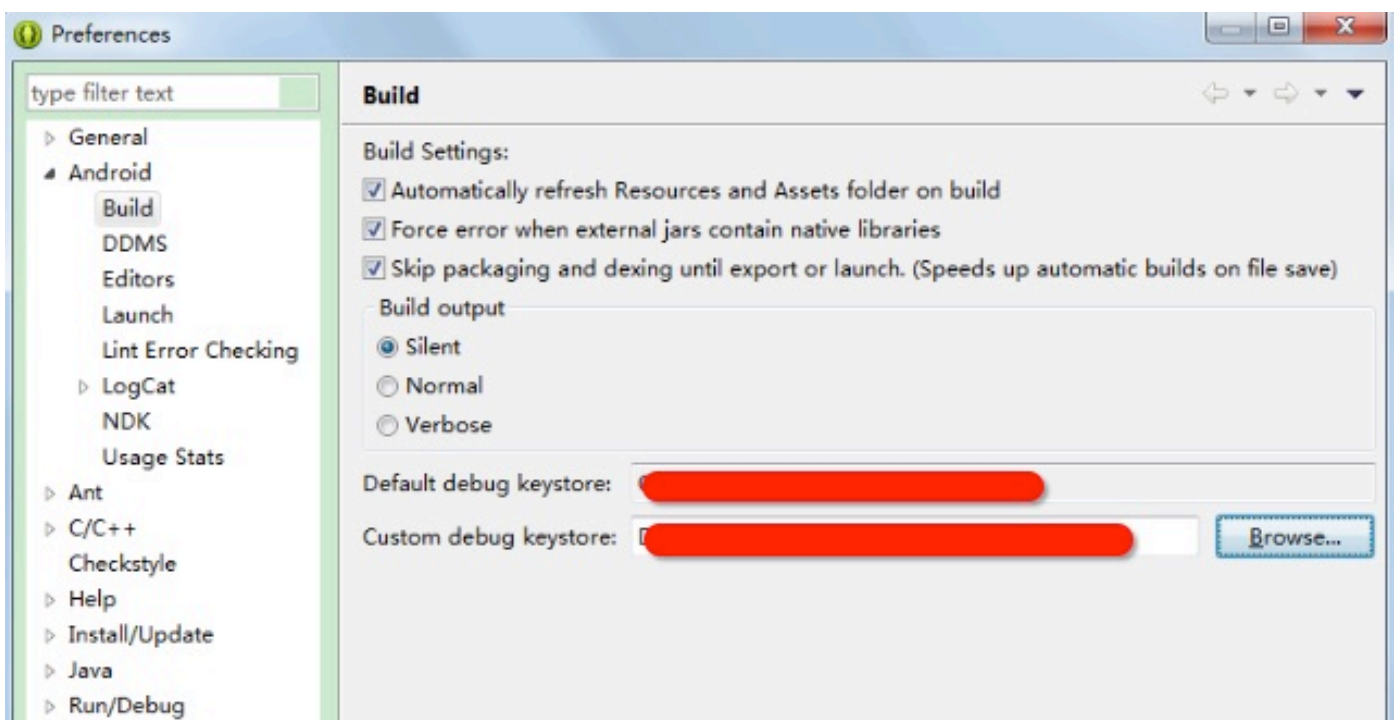 Preferences
type filter text
General
Android
Build
DDMS
Editors
Launch
Lint Error Checking
LogCat
NDK
Usage Stats
Ant
C/C++
Checkstyle
Help
Install/Update
Java
Run/Debug
Build
Build Settings:
Automatically refresh Resources and Assets folder on build
Force error when external jars contain native libraries
Skip packaging and dexing until export or launch. (Speeds up automatic builds on file save)
Build output
Silent
Normal
Verbose
Default debug keystore:
Custom debug keystore:
Browse...